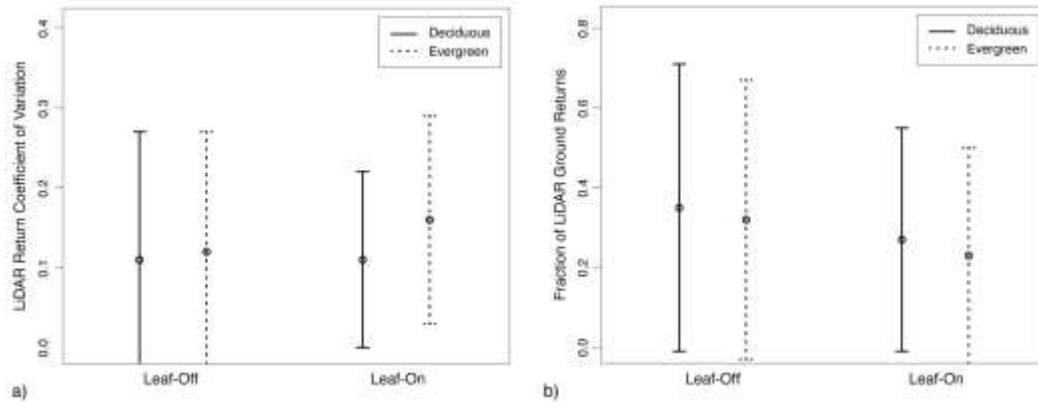 Deciduous
Evergreen
LiDAR Return Coefficient of Variation
0.4
0.3
0.2
0.1
0.0
Leaf-Off
Leaf-On
a)
Deciduous
Evergreen
Fraction of LiDAR Ground Returns
0.8
0.6
0.4
0.2
0.0
Leaf-Off
Leaf-On
b)